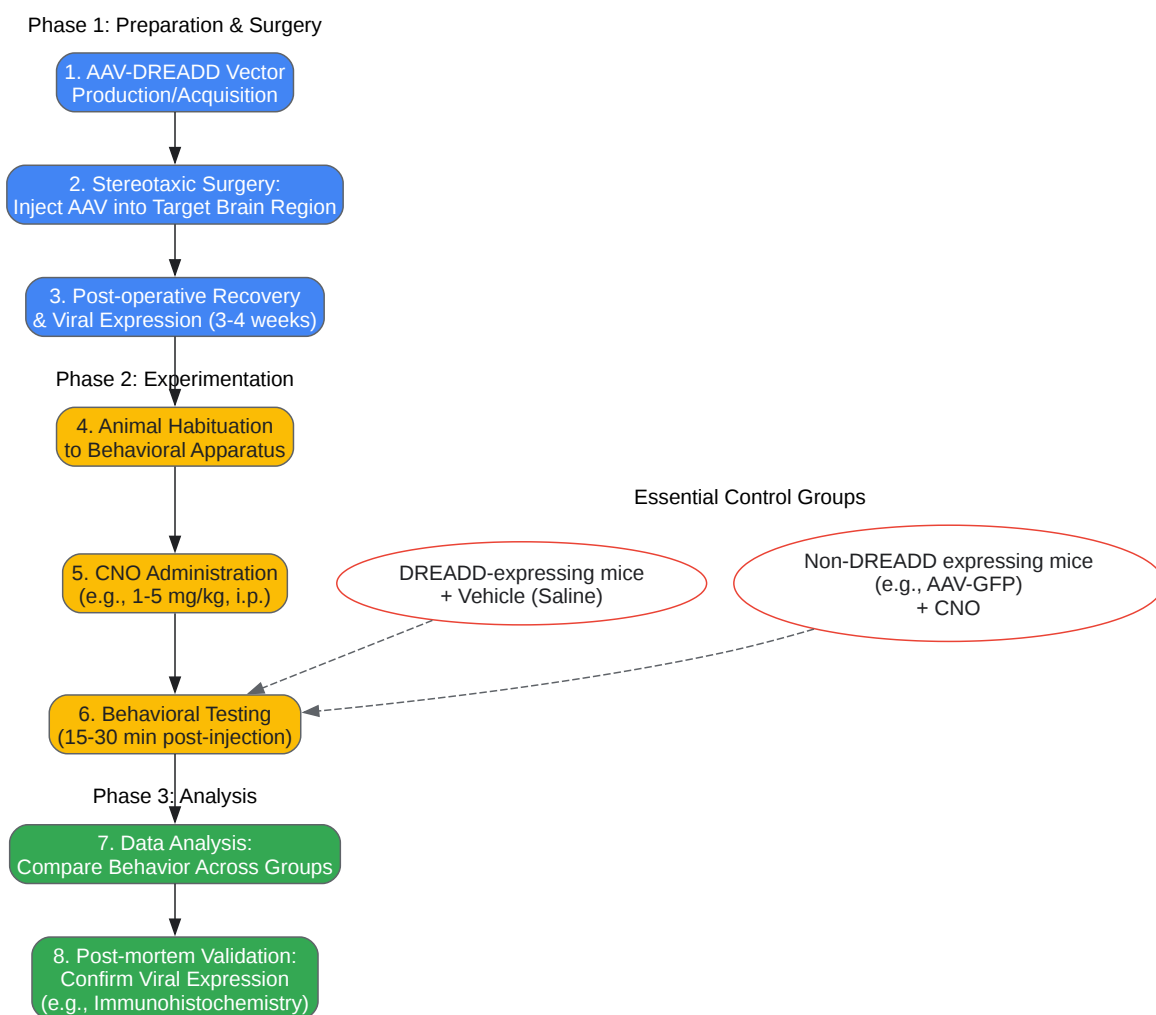 Phase 1: Preparation & Surgery
1. AAV-DREADD Vector
Production/Acquisition
2. Stereotaxic Surgery:
Inject AAV into Target Brain Region
3. Post-operative Recovery
& Viral Expression (3-4 weeks)
Phase 2: Experimentation
4. Animal Habituation
to Behavioral Apparatus
5. CNO Administration
(e.g., 1-5 mg/kg, i.p.)
Essential Control Groups
DREADD-expressing mice
+ Vehicle (Saline)
Non-DREADD expressing mice
(e.g., AAV-GFP)
+ CNO
6. Behavioral Testing
(15-30 min post-injection)
Phase 3: Analysis
7. Data Analysis:
Compare Behavior Across Groups
8. Post-mortem Validation:
Confirm Viral Expression
(e.g., Immunohistochemistry)